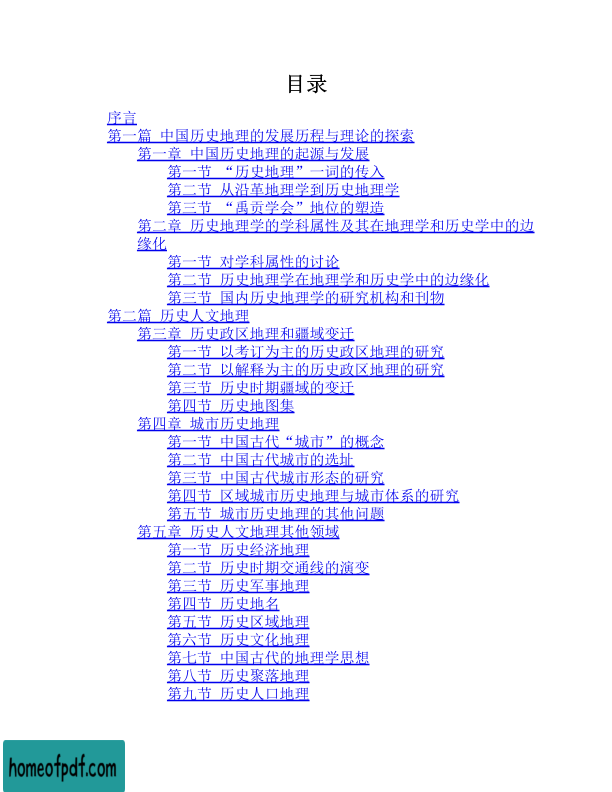 目录
序言
第一篇 中国历史地理的发展历程与理论的探索
第一章 中国历史地理的起源与发展
第一节 “历史地理”一词的传入
第二节 从沿革地理学到历史地理学
第三节 “禹贡学会”地位的塑造
第二章 历史地理学的学科属性及其在地理学和历史学中的边
缘化
第一节 对学科属性的讨论
第二节 历史地理学在地理学和历史学中的边缘化
第三节 国内历史地理学的研究机构和刊物
第二篇 历史人文地理
第三章 历史政区地理和疆域变迁
第一节 以考订为主的历史政区地理的研究
第二节 以解释为主的历史政区地理的研究
第三节 历史时期疆域的变迁
第四节 历史地图集
第四章 城市历史地理
第一节 中国古代“城市”的概念
第二节 中国古代城市的选址
第三节 中国古代城市形态的研究
第四节 区域城市历史地理与城市体系的研究
第五节 城市历史地理的其他问题
第五章 历史人文地理其他领域
第一节 历史经济地理
第二节 历史时期交通线的演变
第三节 历史军事地理
第四节 历史地名
第五节 历史区域地理
第六节 历史文化地理
第七节 中国古代的地理学思想
第八节 历史聚落地理
第九节 历史人口地理
homeofpdf.com